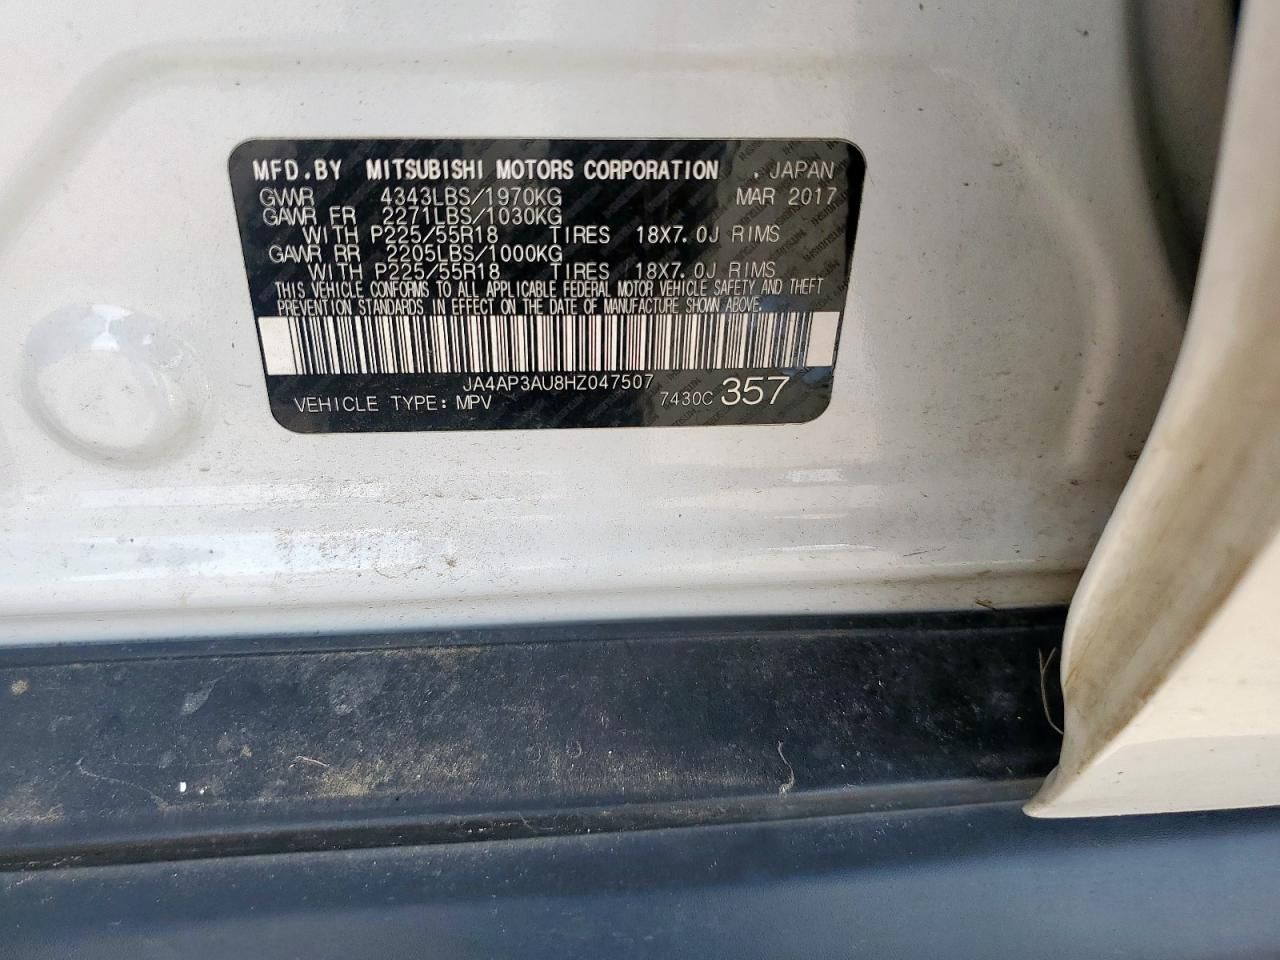 MFD.BY MITSUBISHI MOTORS CORPORATION . JAPAN
GVWR 4343LBS/1970KG MAR 2017
GAWR FR 2271LBS/1030KG
WITH P225/55R18 TIRES 18X7.0J RIMS
GAWR RR 2205LBS/1000KG
WITH P225/55R18 TIRES 18X7.0J RIMS
THIS VEHICLE CONFORMS TO ALL APPLICABLE FEDERAL MOTOR VEHICLE SAFETY AND THEFT
PREVENTION STANDARDS IN EFFECT ON THE DATE OF MANUFACTURE SHOWN ABOVE.
JA4AP3AU8HZ047507
VEHICLE TYPE: MPV 7430C 357